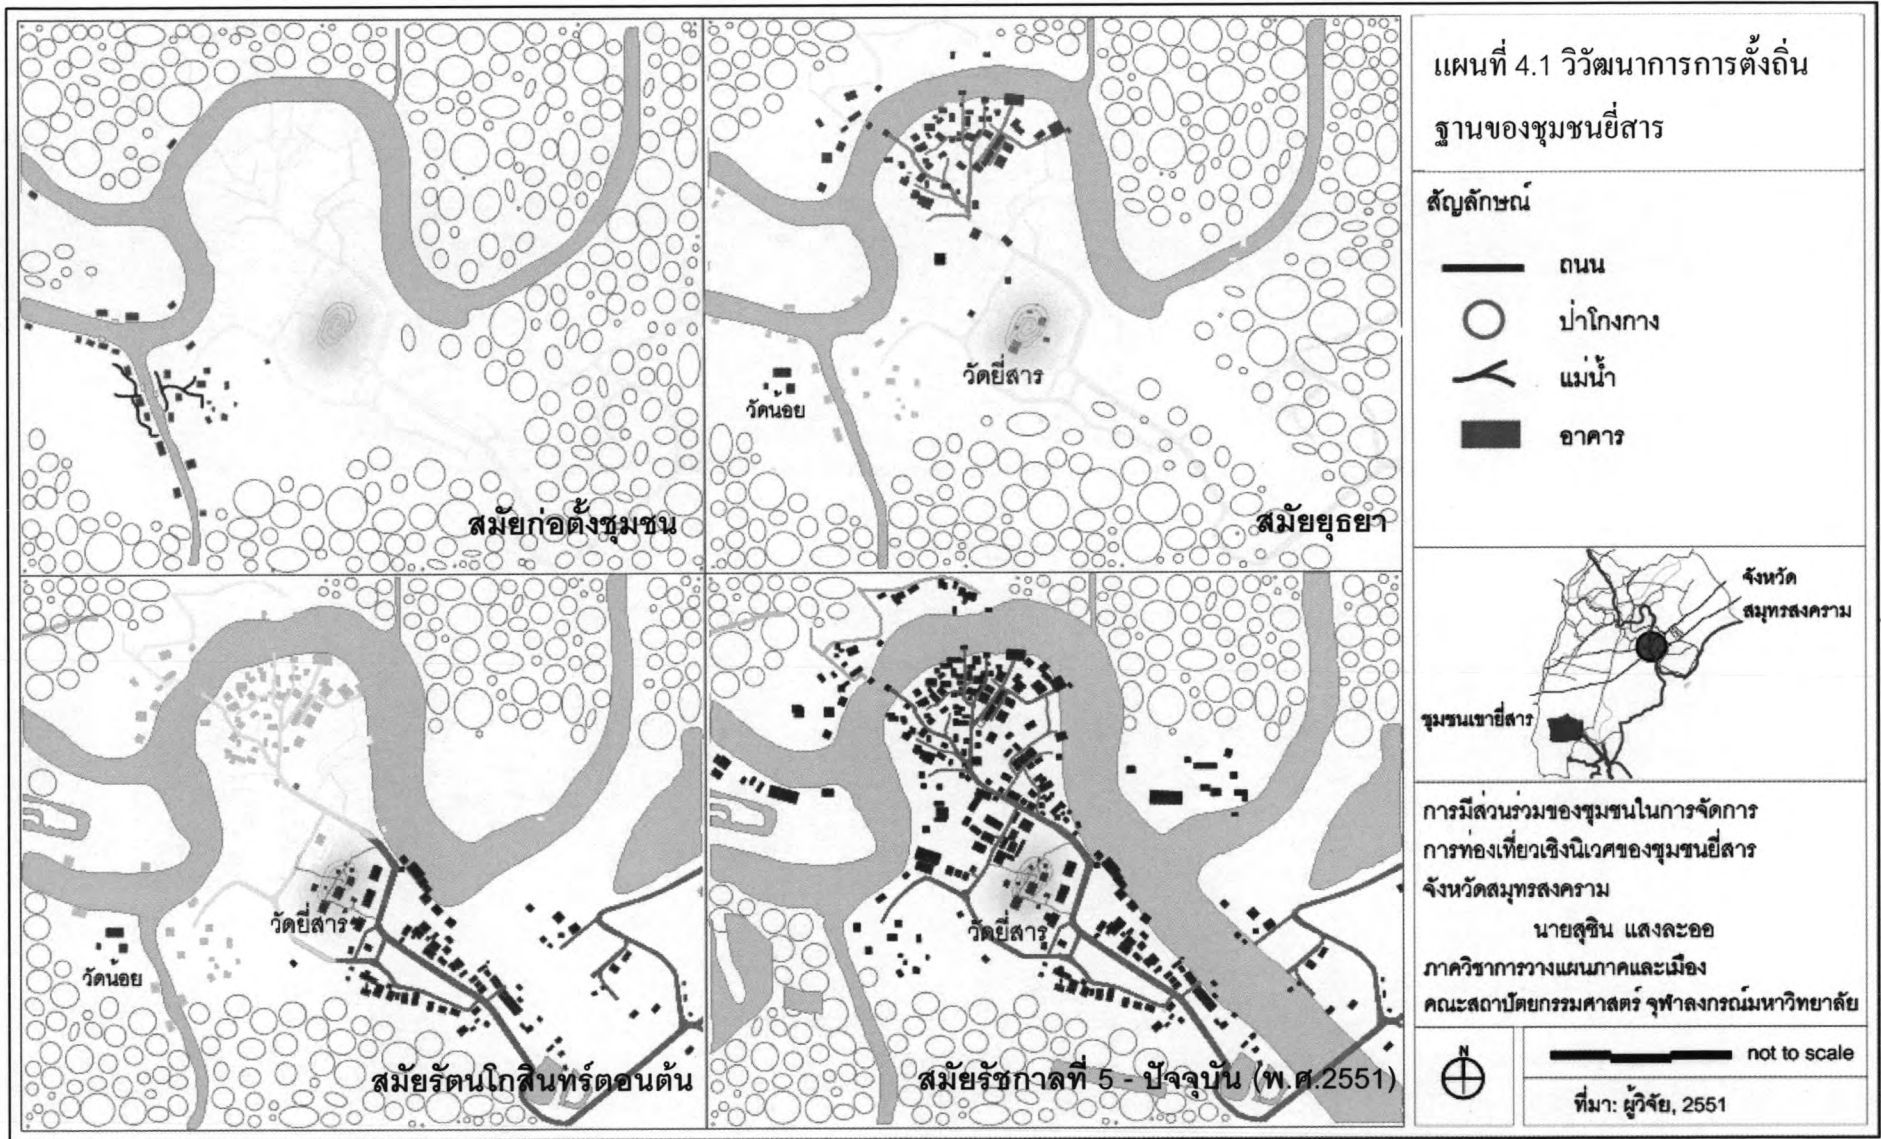 วัดยี่สาร
วัดน้อย
สมัยก่อตั้งชุมชน
สมัยยุธยา
วัดยี่สาร
วัดน้อย
วัดยี่สาร
สมัยรัตนโกสินทร์ตอนต้น
สมัยรัชกาลที่ 5 - ปัจจุบัน (พ.ศ.2551)
แผนที่ 4.1 วิวัฒนาการการตั้งถิ่น
ฐานของชุมชนยี่สาร
สัญลักษณ์
ถนน
ป่าโกงกาง
แม่น้ำ
อาคาร
จังหวัด
สมุทรสงคราม
ชุมชนเขายี่สาร
การมีส่วนร่วมของชุมชนในการจัดการ
การท่องเที่ยวเชิงนิเวศของชุมชนยี่สาร
จังหวัดสมุทรสงคราม
นายสุชิน แสงละออ
ภาควิชาการวางแผนภาคและเมือง
คณะสถาปัตยกรรมศาสตร์ จุฬาลงกรณ์มหาวิทยาลัย
N
not to scale
ที่มา: ผู้วิจัย, 2551